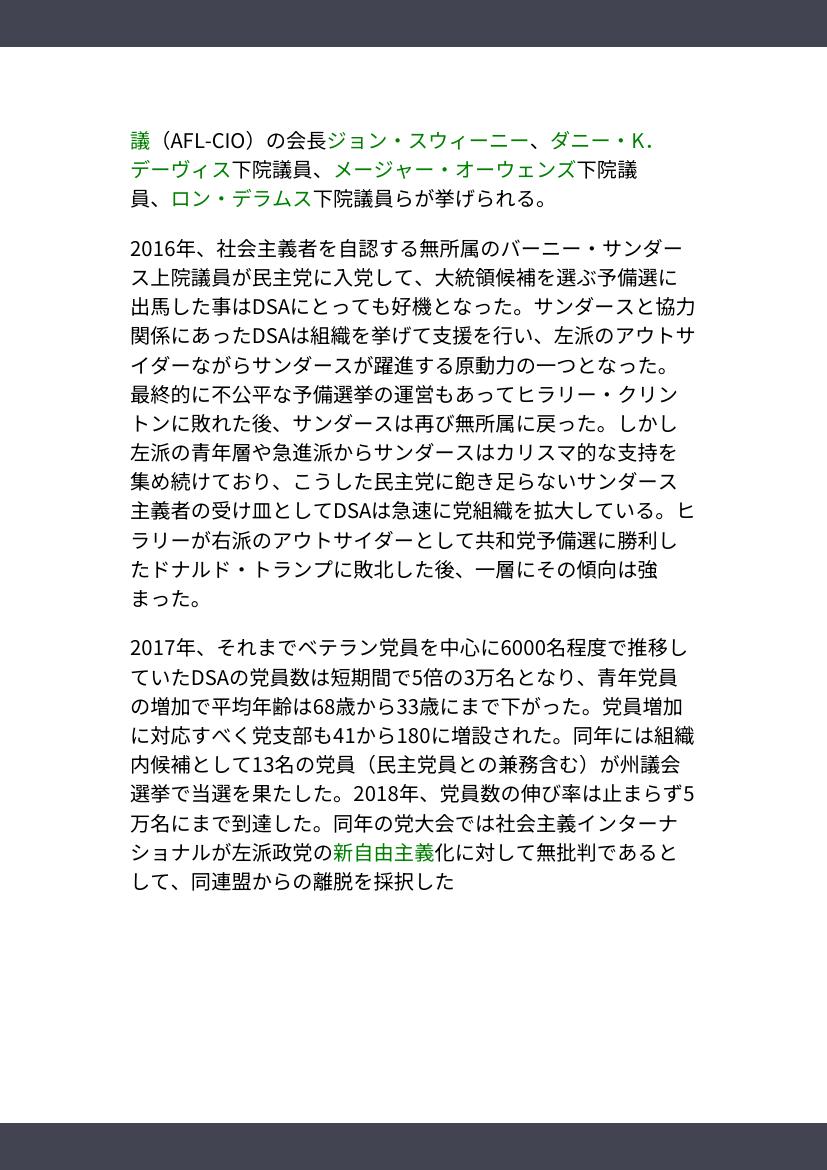 議（AFL-CIO）の会長ジョン・スウィーニー、ダニー・K.
デーヴィス下院議員、メージャー・オーウェンズ下院議
員、ロン・デラムス下院議員らが挙げられる。
2016年、社会主義者を自認する無所属のバーニー・サンダー
ス上院議員が民主党に入党して、大統領候補を選ぶ予備選に
出馬した事はDSAにとっても好機となった。サンダースと協力
関係にあったDSAは組織を挙げて支援を行い、左派のアウトサ
イダーながらサンダースが躍進する原動力の一つとなった。
最終的に不公平な予備選挙の運営もあってヒラリー・クリン
トンに敗れた後、サンダースは再び無所属に戻った。しかし
左派の青年層や急進派からサンダースはカリスマ的な支持を
集め続けており、こうした民主党に飽き足らないサンダース
主義者の受け皿としてDSAは急速に党組織を拡大している。ヒ
ラリーが右派のアウトサイダーとして共和党予備選に勝利し
たドナルド・トランプに敗北した後、一層にその傾向は強
まった。
2017年、それまでベテラン党員を中心に6000名程度で推移し
ていたDSAの党員数は短期間で5倍の3万名となり、青年党員
の増加で平均年齢は68歳から33歳にまで下がった。党員増加
に対応すべく党支部も41から180に増設された。同年には組織
内候補として13名の党員（民主党員との兼務含む）が州議会
選挙で当選を果たした。2018年、党員数の伸び率は止まらず5
万名にまで到達した。同年の党大会では社会主義インターナ
ショナルが左派政党の新自由主義化に対して無批判であると
して、同連盟からの離脱を採択した